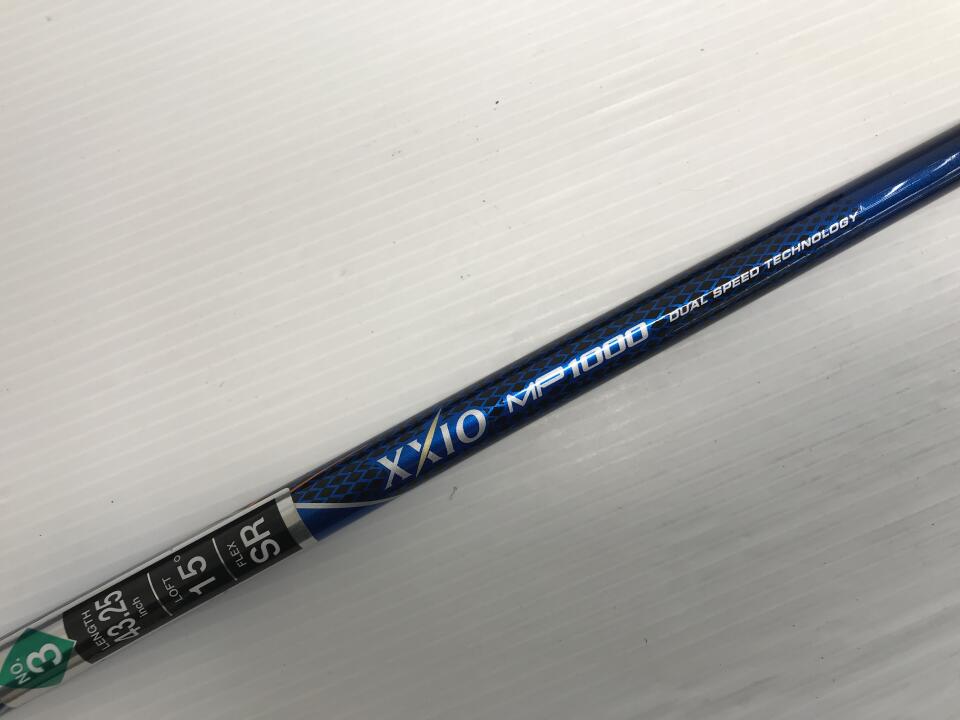 XXIO MP1000 DUAL SPEED TECHNOLOGY
NO. 3
LENGTH 43.25 inch
LOFT 15°
FLEX SR